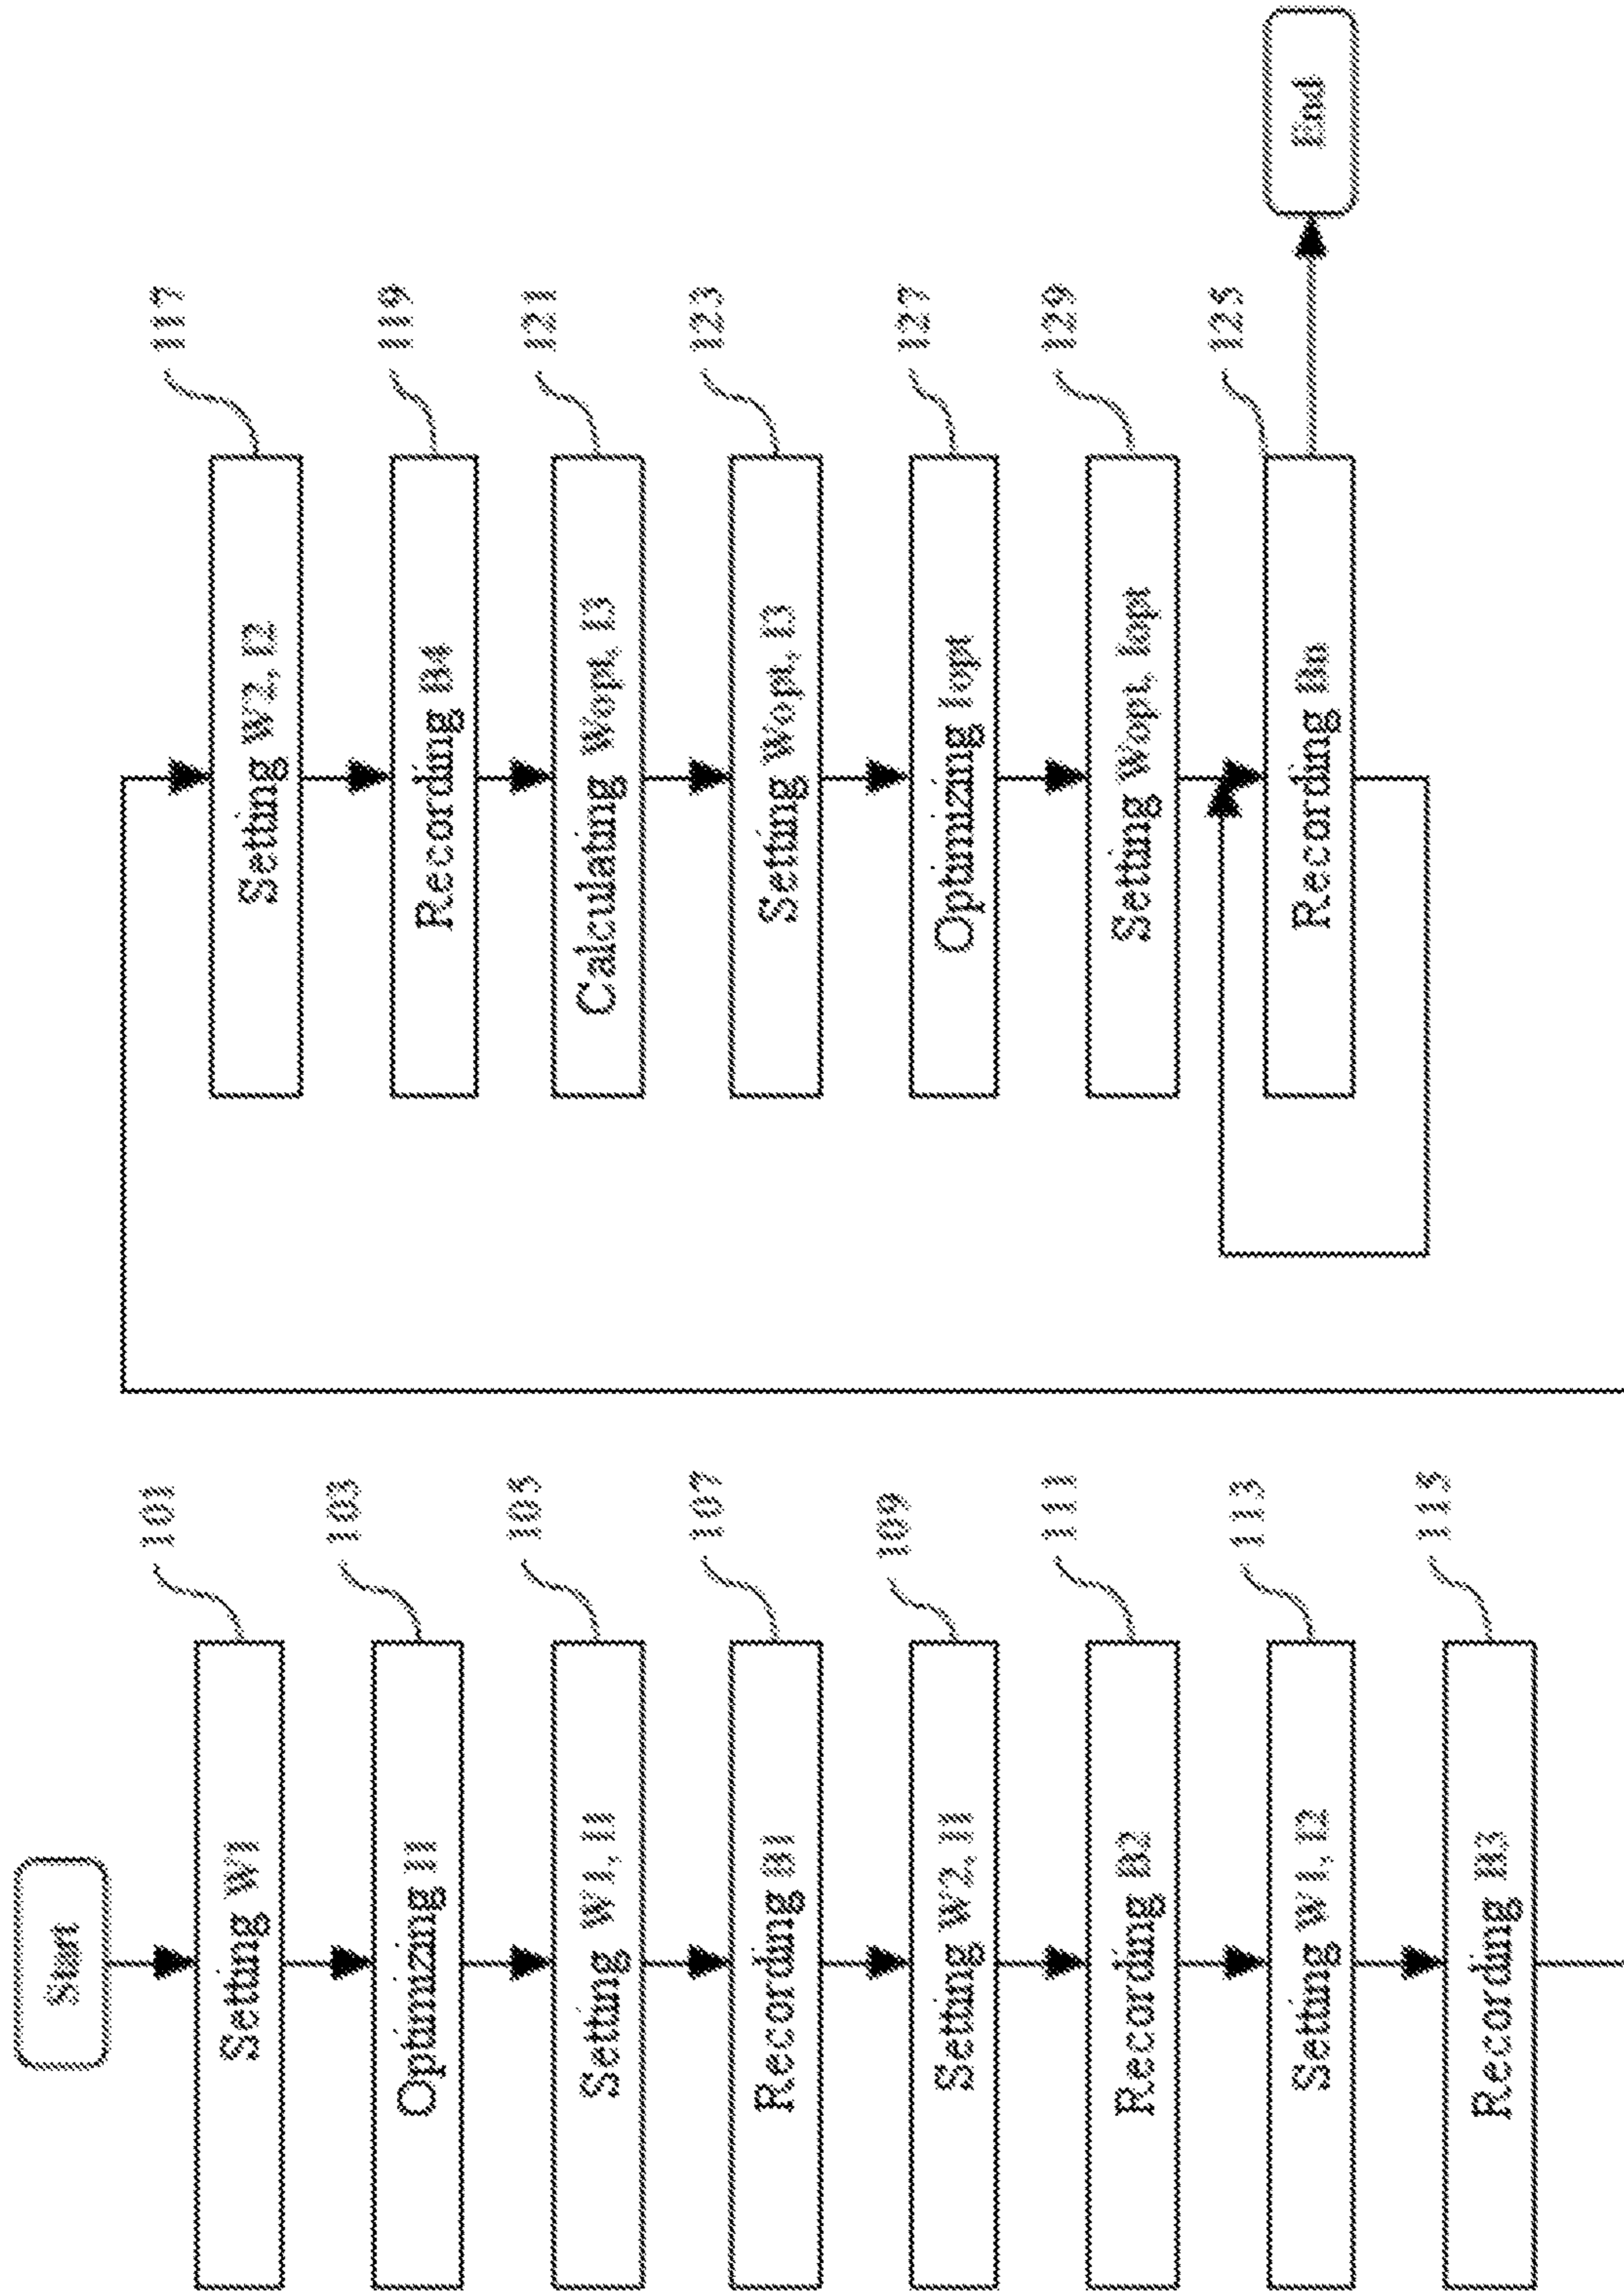 Start
Setting W1
101
Optimizing I1
103
Setting W1, I1
105
Recording B1
107
Setting W2, I1
109
Recording B2
111
Setting W1, I2
113
Recording B3
115
Setting W2, I2
117
Recording B4
119
Calculating Wopt, I3
121
Setting Wopt, I3
123
Optimizing Iopt
127
Setting Wopt, Iopt
129
Recording Bn
125
End